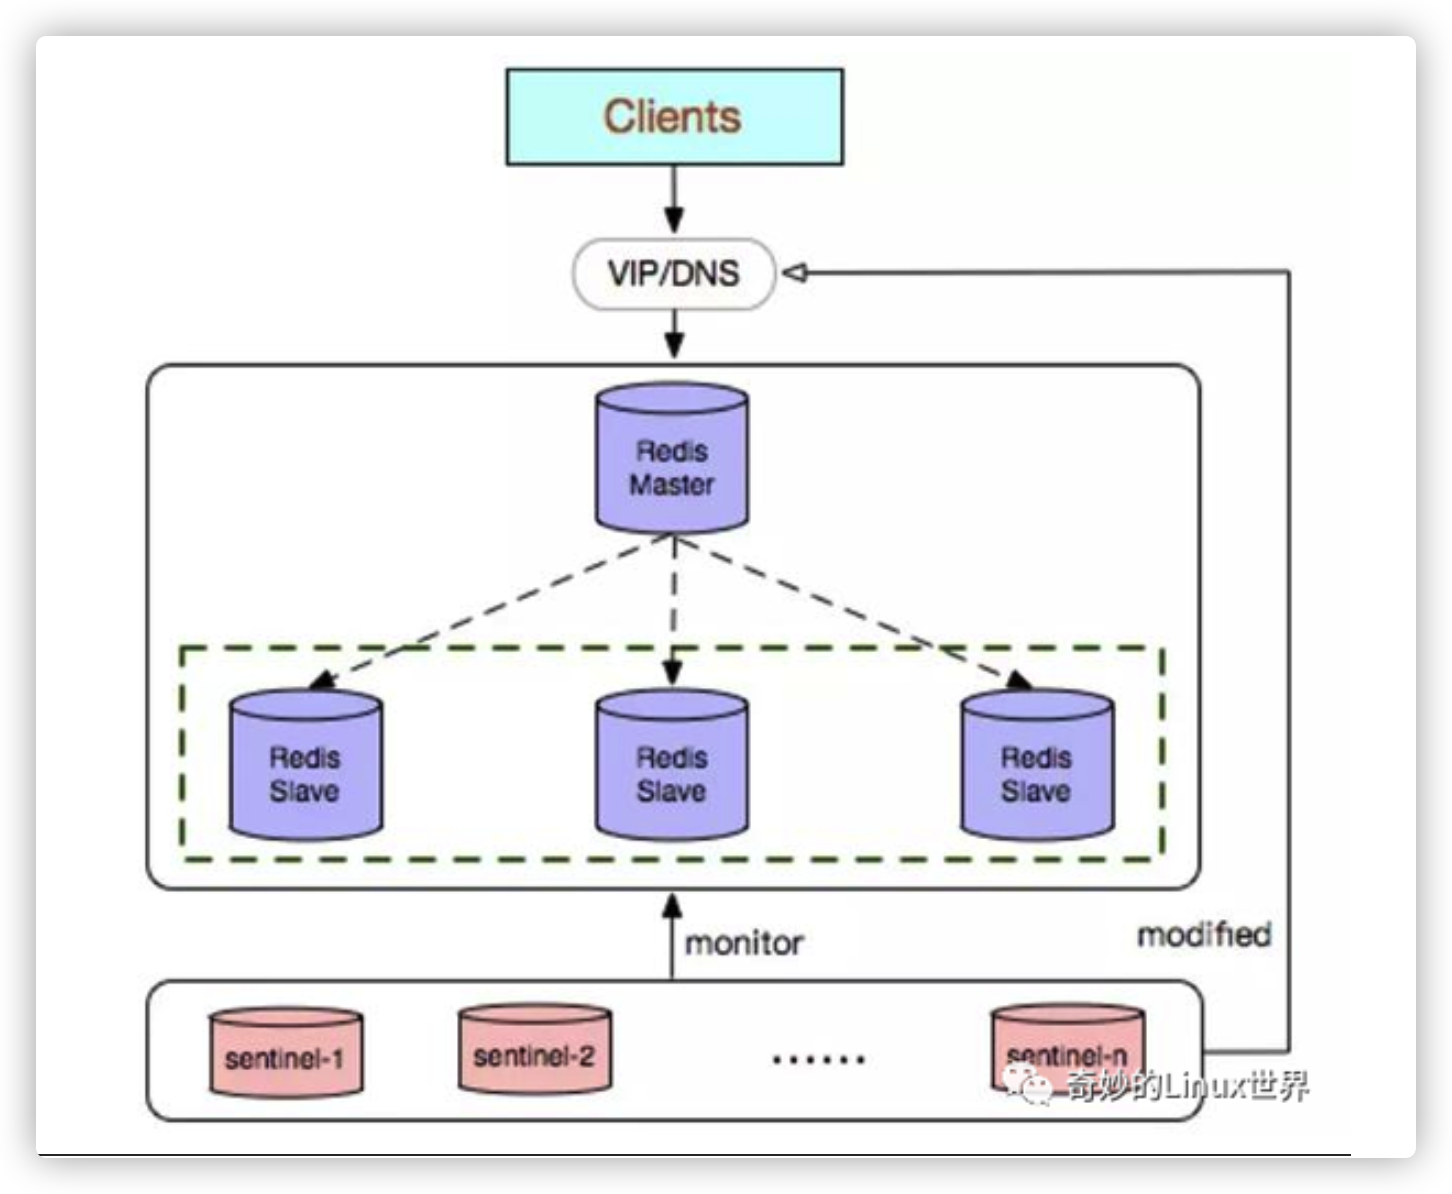 Clients
VIP/DNS
Redis
Master
Redis
Slave
Redis
Slave
Redis
Slave
monitor
modified
sentinel-1
sentinel-2
......
sentinel-n
奇妙的Linux世界